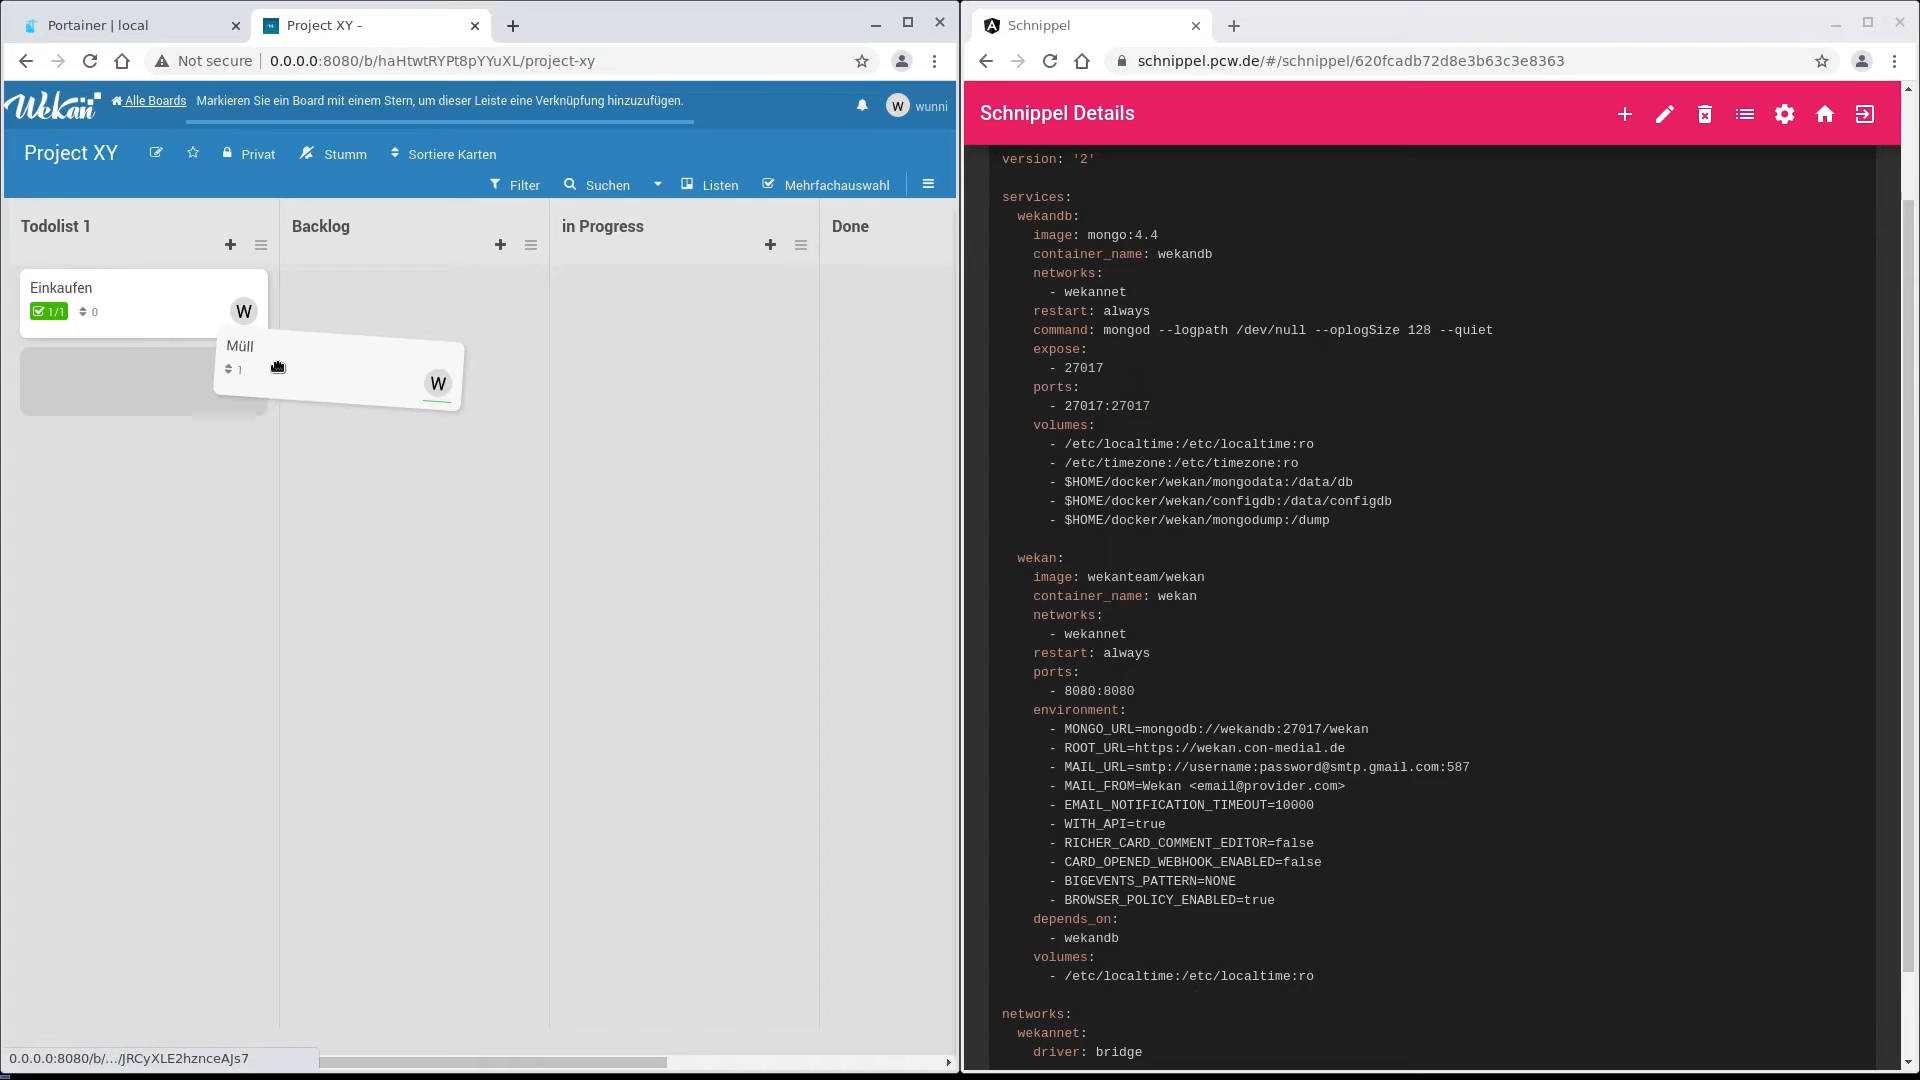 Portainer | local
Project XY -
Not secure
0.0.0.0:8080/b/haHtwtRYPt8pYYuXL/project-xy
Wekan
All Boards
Markieren Sie ein Board mit einem Stern, um dieser Leiste eine Verknüpfung hinzuzufügen.
W
wunni
Project XY
Privat
Stumm
Sortiere Karten
Filter
Suchen
Listen
Mehrfachauswahl
Todolist 1
Backlog
in Progress
Done
Einkaufen
1/1
0
W
Müll
1
W
0.0.0.0:8080/b/.../JRCyXLE2hznceAJs7
Schnippel
schnippel.pcw.de/#/schnippel/620fcadb72d8e3b63c3e8363
Schnippel Details
version: '2'
services:
wekandb:
image: mongo:4.4
container_name: wekandb
networks:
- wekannet
restart: always
command: mongod --logpath /dev/null --oplogSize 128 --quiet
expose:
- 27017
ports:
- 27017:27017
volumes:
- /etc/localtime:/etc/localtime:ro
- /etc/timezone:/etc/timezone:ro
- $HOME/docker/wekan/mongodata:/data/db
- $HOME/docker/wekan/configdb:/data/configdb
- $HOME/docker/wekan/mongodump:/dump
wekan:
image: wekanteam/wekan
container_name: wekan
networks:
- wekannet
restart: always
ports:
- 8080:8080
environment:
- MONGO_URL=mongodb://wekandb:27017/wekan
- ROOT_URL=https://wekan.con-medial.de
- MAIL_URL=smtp://username:password@smtp.gmail.com:587
- MAIL_FROM=Wekan <email@provider.com>
- EMAIL_NOTIFICATION_TIMEOUT=10000
- WITH_API=true
- RICHER_CARD_COMMENT_EDITOR=false
- CARD_OPENED_WEBHOOK_ENABLED=false
- BIGEVENTS_PATTERN=NONE
- BROWSER_POLICY_ENABLED=true
depends_on:
- wekandb
volumes:
- /etc/localtime:/etc/localtime:ro
networks:
wekannet:
driver: bridge